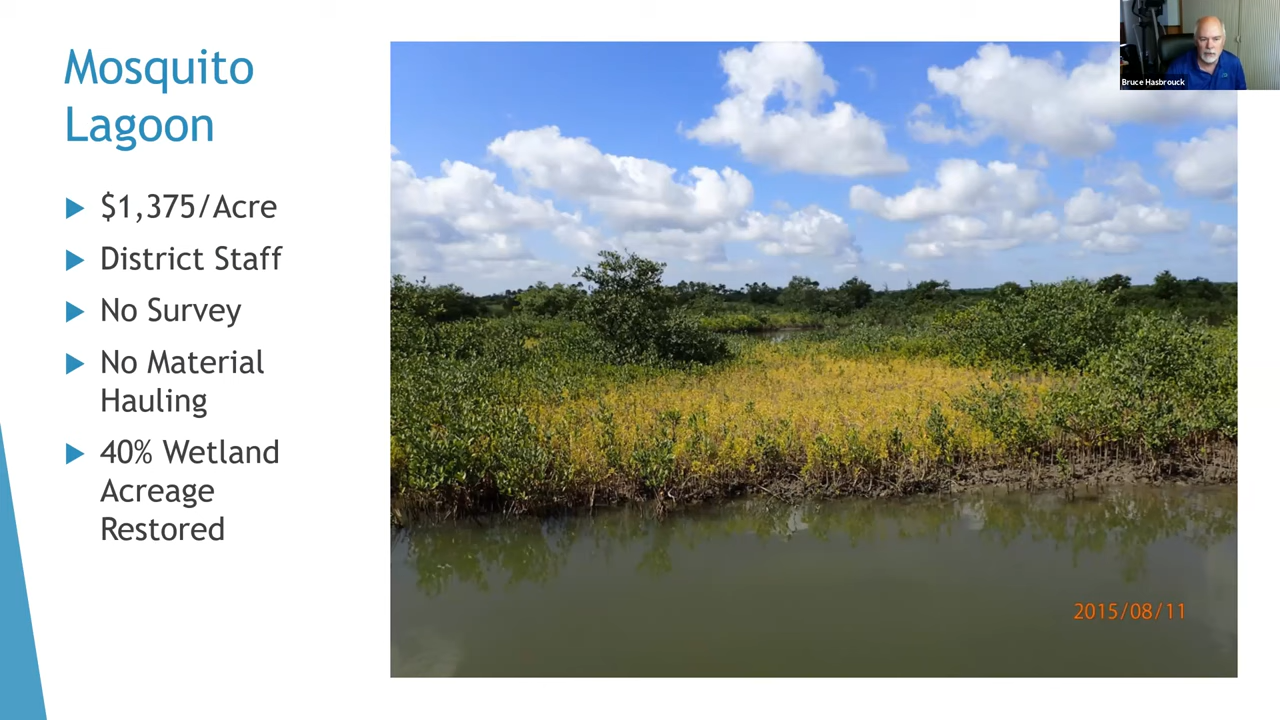 Mosquito
Lagoon
$1,375/Acre
District Staff
No Survey
No Material
Hauling
40% Wetland
Acreage
Restored
Bruce Hasbrouck
2015/08/11